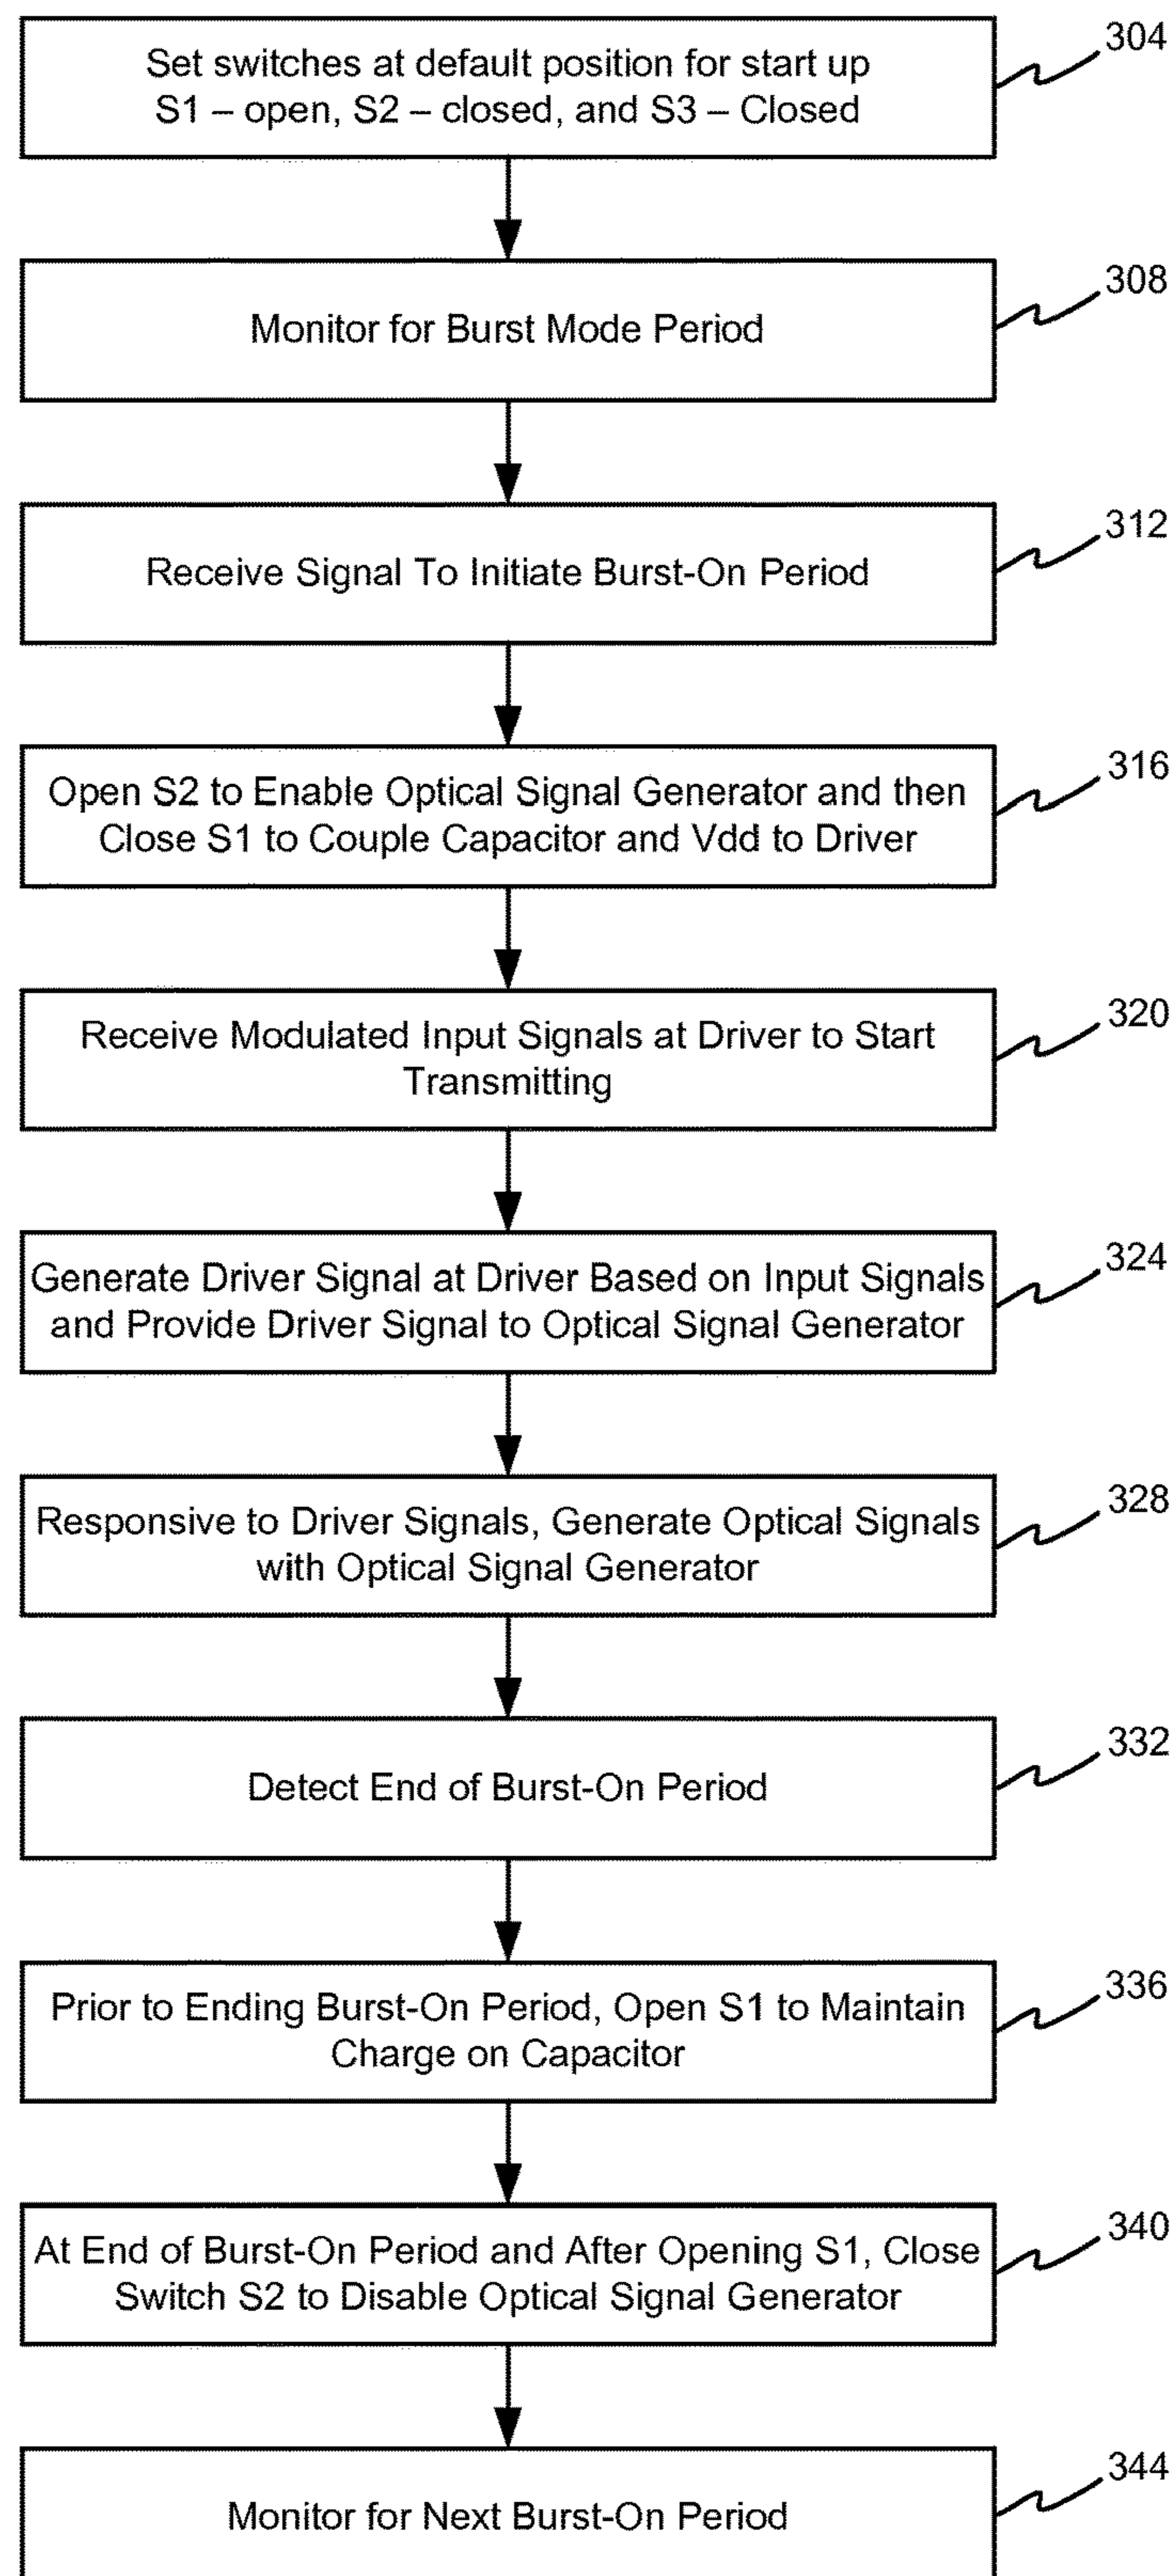 304
Set switches at default position for start up
S1 – open, S2 – closed, and S3 – Closed
308
Monitor for Burst Mode Period
312
Receive Signal To Initiate Burst-On Period
316
Open S2 to Enable Optical Signal Generator and then
Close S1 to Couple Capacitor and Vdd to Driver
320
Receive Modulated Input Signals at Driver to Start
Transmitting
324
Generate Driver Signal at Driver Based on Input Signals
and Provide Driver Signal to Optical Signal Generator
328
Responsive to Driver Signals, Generate Optical Signals
with Optical Signal Generator
332
Detect End of Burst-On Period
336
Prior to Ending Burst-On Period, Open S1 to Maintain
Charge on Capacitor
340
At End of Burst-On Period and After Opening S1, Close
Switch S2 to Disable Optical Signal Generator
344
Monitor for Next Burst-On Period